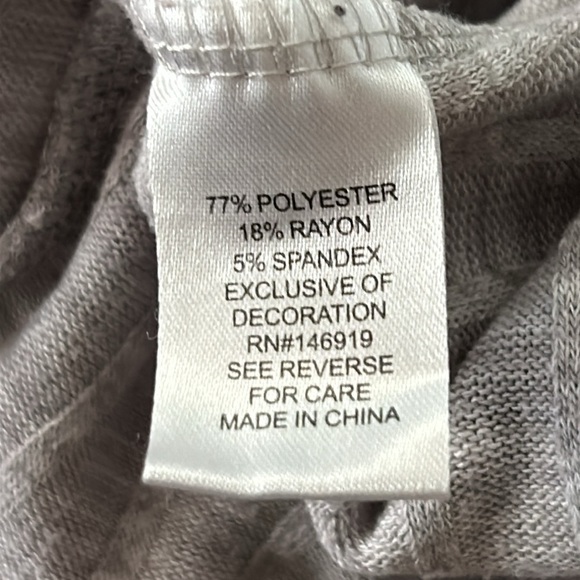 77% POLYESTER
18% RAYON
5% SPANDEX
EXCLUSIVE OF
DECORATION
RN#146919
SEE REVERSE
FOR CARE
MADE IN CHINA